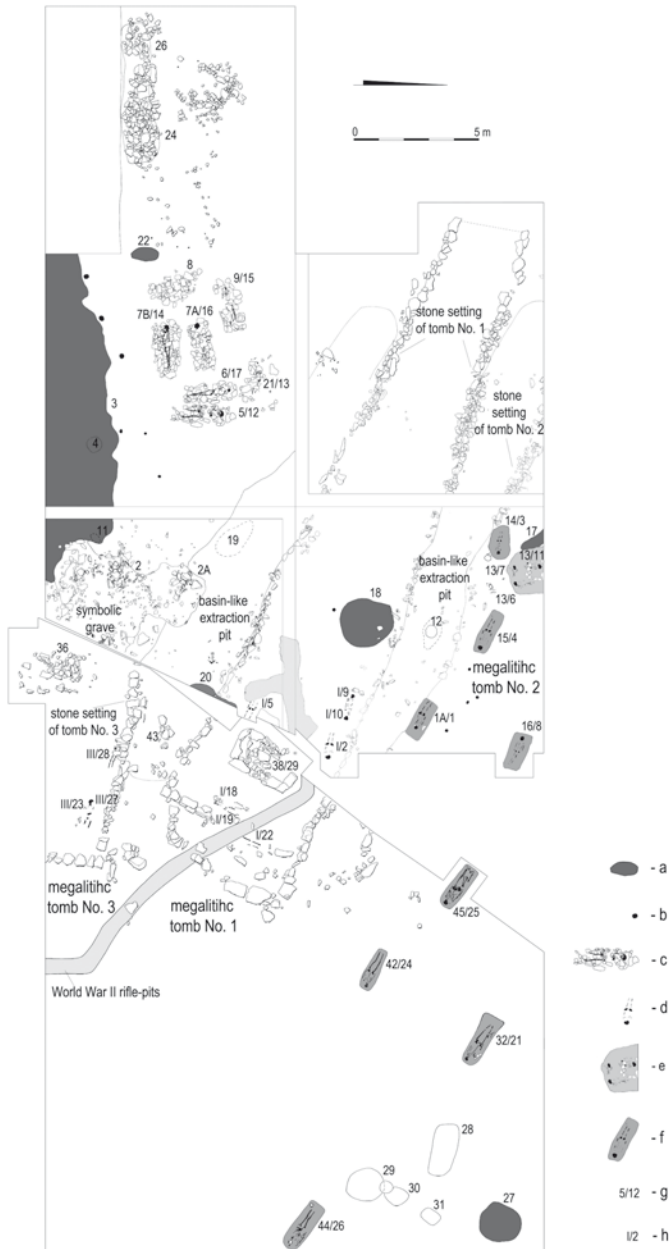 26
24
0 5 m
22
8
9/15
7B/14 7A/16
6/17
21/13
5/12
3
4
stone setting
of tomb No. 1
stone
setting
of tomb No. 2
11
2
2A
19
symbolic
grave
basin-like
extraction
pit
20
18
basin-like
extraction
pit
12
14/3
17
13/11
13/7
13/6
15/4
megalitihc
tomb No. 2
1A/1
16/8
I/9
I/10
I/2
I/5
36
stone setting
of tomb No. 3
43
III/28
III/23
III/27
38/29
I/18
I/19
I/22
megalitihc
tomb No. 3
megalitihc
tomb No. 1
World War II rifle-pits
45/25
42/24
32/21
28
29
30
31
27
44/26
- a
- b
- c
- d
- e
- f
5/12 - g
I/2 - h